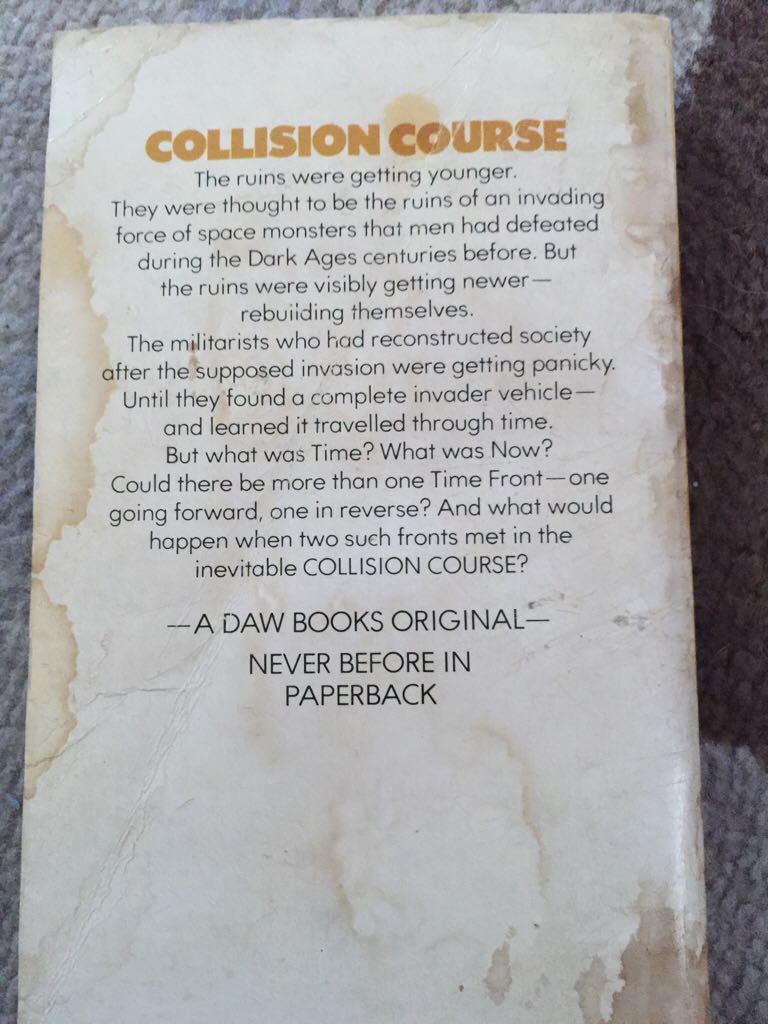 COLLISION COURSE
The ruins were getting younger.
They were thought to be the ruins of an invading
force of space monsters that men had defeated
during the Dark Ages centuries before. But
the ruins were visibly getting newer—
rebuilding themselves.
The militarists who had reconstructed society
after the supposed invasion were getting panicky.
Until they found a complete invader vehicle—
and learned it travelled through time.
But what was Time? What was Now?
Could there be more than one Time Front—one
going forward, one in reverse? And what would
happen when two such fronts met in the
inevitable COLLISION COURSE?
—A DAW BOOKS ORIGINAL—
NEVER BEFORE IN
PAPERBACK